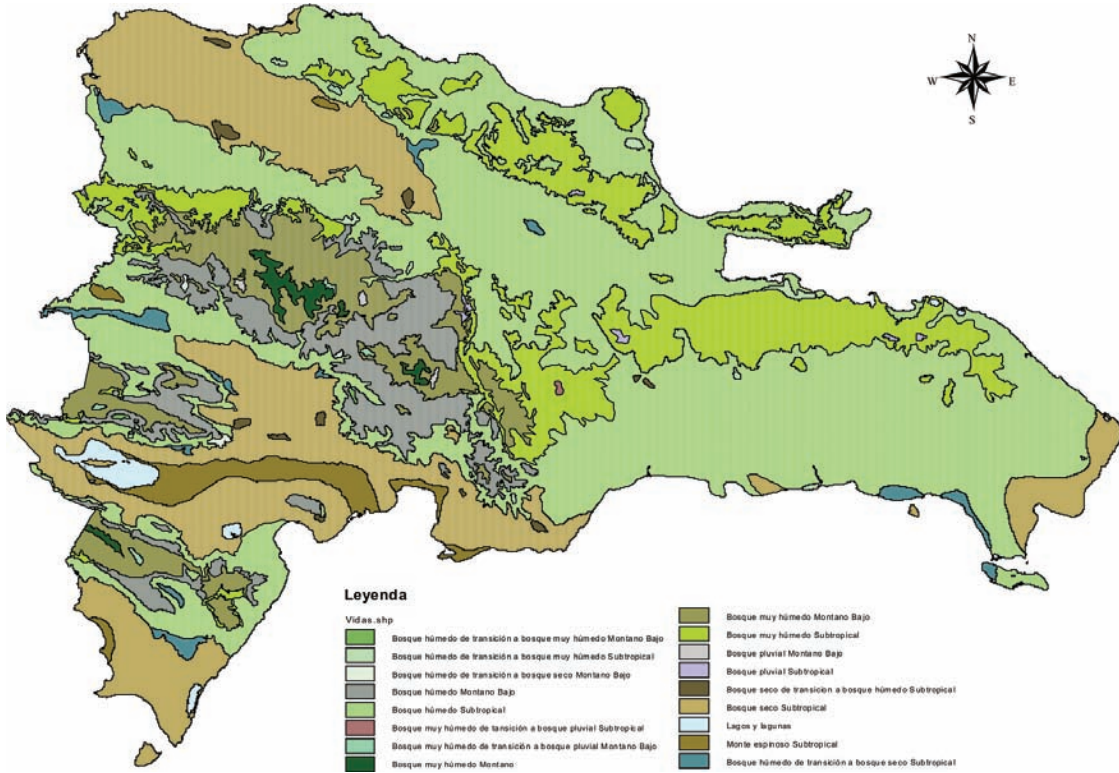 N
W E
S
Leyenda
Vidas.shp
Bosque húmedo de transición a bosque muy húmedo Montano Bajo
Bosque húmedo de transición a bosque muy húmedo Subtropical
Bosque húmedo de transición a bosque seco Montano Bajo
Bosque húmedo Montano Bajo
Bosque húmedo Subtropical
Bosque muy húmedo de tansición a bosque pluvial Subtropical
Bosque muy húmedo de transición a bosque pluvial Montano Bajo
Bosque muy húmedo Montano
Bosque muy húmedo Montano Bajo
Bosque muy húmedo Subtropical
Bosque pluvial Montano Bajo
Bosque pluvial Subtropical
Bosque seco de transicion a bosque húmedo Subtropical
Bosque seco Subtropical
Lagos y lagunas
Monte espinoso Subtropical
Bosque húmedo de transición a bosque seco Subtropical